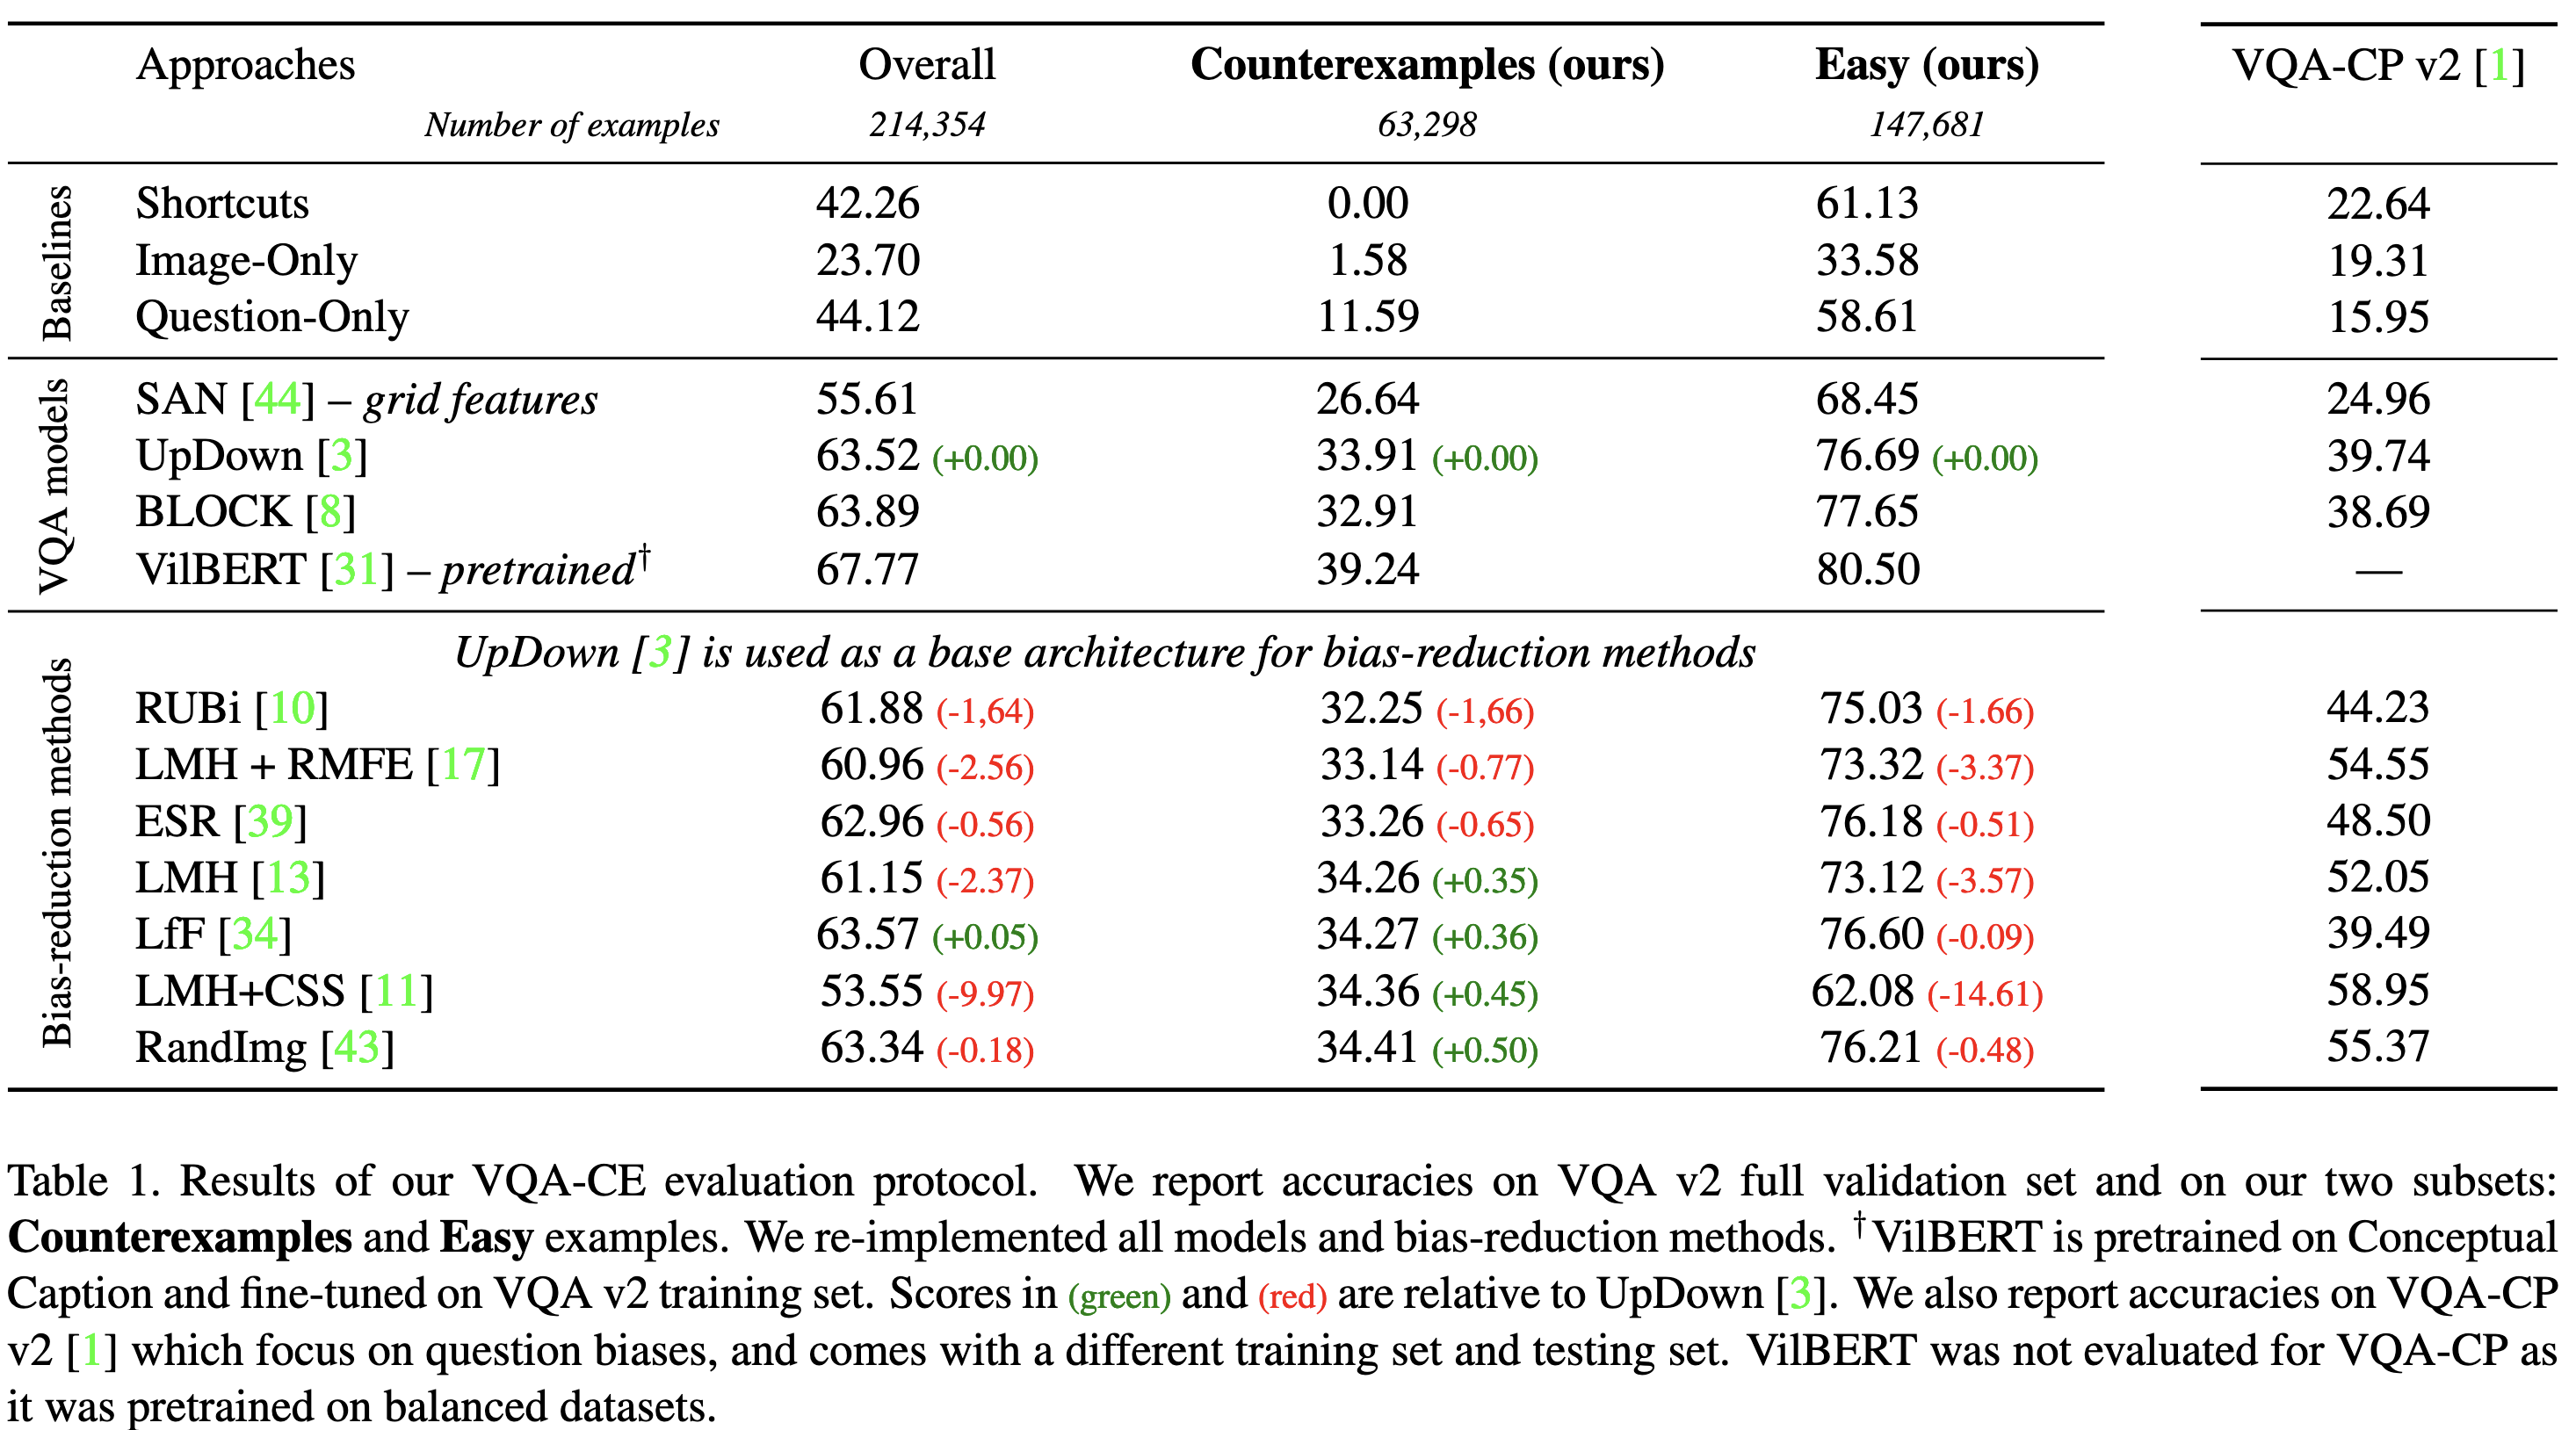 Approaches Overall Counterexamples (ours) Easy (ours) VQA-CP v2 [1]
Number of examples 214,354 63,298 147,681
Baselines
Shortcuts 42.26 0.00 61.13 22.64
Image-Only 23.70 1.58 33.58 19.31
Question-Only 44.12 11.59 58.61 15.95
VQA models
SAN [44] – grid features 55.61 26.64 68.45 24.96
UpDown [3] 63.52 (+0.00) 33.91 (+0.00) 76.69 (+0.00) 39.74
BLOCK [8] 63.89 32.91 77.65 38.69
VilBERT [31] – pretrained† 67.77 39.24 80.50 —
Bias-reduction methods
UpDown [3] is used as a base architecture for bias-reduction methods
RUBi [10] 61.88 (-1,64) 32.25 (-1,66) 75.03 (-1.66) 44.23
LMH + RMFE [17] 60.96 (-2.56) 33.14 (-0.77) 73.32 (-3.37) 54.55
ESR [39] 62.96 (-0.56) 33.26 (-0.65) 76.18 (-0.51) 48.50
LMH [13] 61.15 (-2.37) 34.26 (+0.35) 73.12 (-3.57) 52.05
LfF [34] 63.57 (+0.05) 34.27 (+0.36) 76.60 (-0.09) 39.49
LMH+CSS [11] 53.55 (-9.97) 34.36 (+0.45) 62.08 (-14.61) 58.95
RandImg [43] 63.34 (-0.18) 34.41 (+0.50) 76.21 (-0.48) 55.37
Table 1. Results of our VQA-CE evaluation protocol. We report accuracies on VQA v2 full validation set and on our two subsets:
Counterexamples and Easy examples. We re-implemented all models and bias-reduction methods. †VilBERT is pretrained on Conceptual
Caption and fine-tuned on VQA v2 training set. Scores in (green) and (red) are relative to UpDown [3]. We also report accuracies on VQA-CP
v2 [1] which focus on question biases, and comes with a different training set and testing set. VilBERT was not evaluated for VQA-CP as
it was pretrained on balanced datasets.